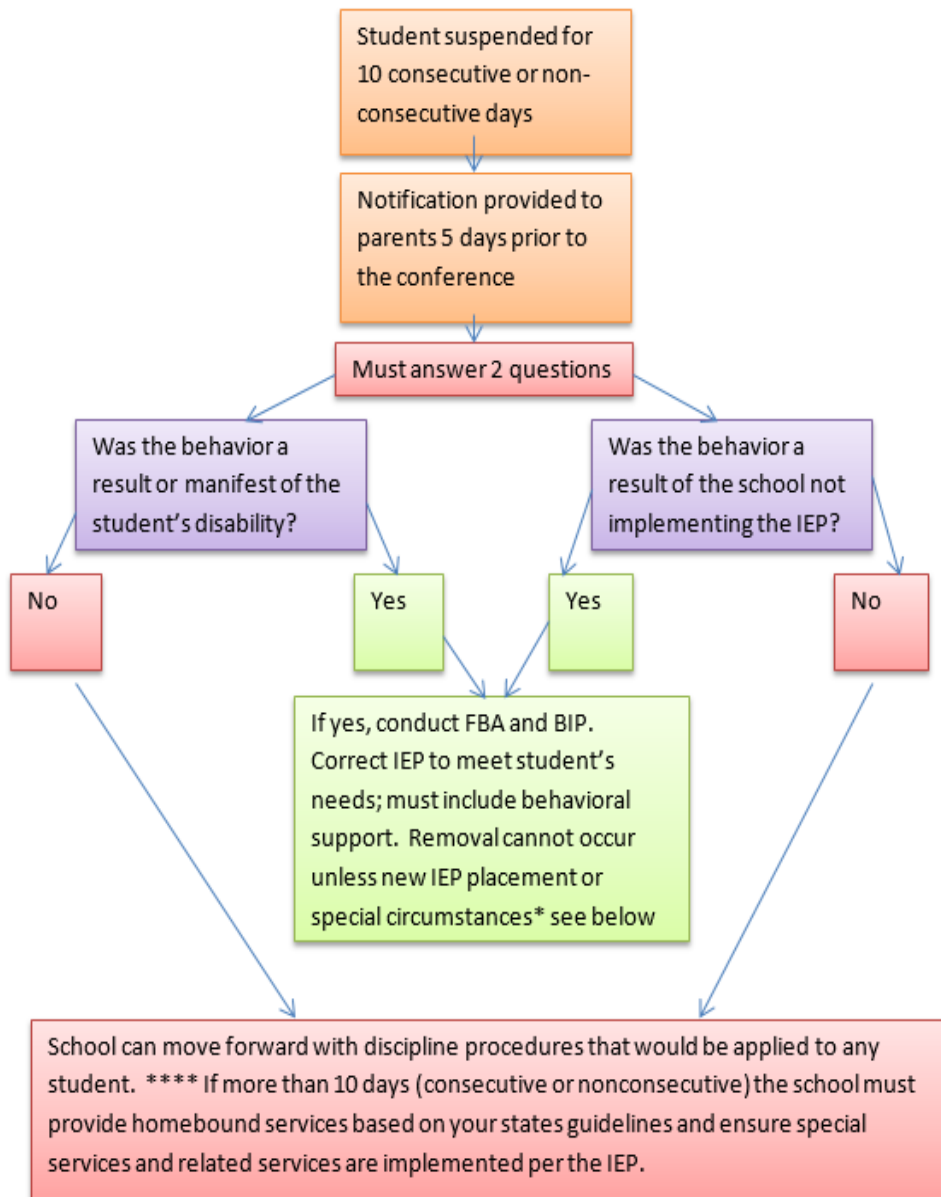 Student suspended for
10 consecutive or non-
consecutive days
Notification provided to
parents 5 days prior to
the conference
Must answer 2 questions
Was the behavior a
result or manifest of the
student’s disability?
Was the behavior a
result of the school not
implementing the IEP?
No
Yes
Yes
No
If yes, conduct FBA and BIP.
Correct IEP to meet student’s
needs; must include behavioral
support. Removal cannot occur
unless new IEP placement or
special circumstances* see below
School can move forward with discipline procedures that would be applied to any
student. **** If more than 10 days (consecutive or nonconsecutive) the school must
provide homebound services based on your states guidelines and ensure special
services and related services are implemented per the IEP.